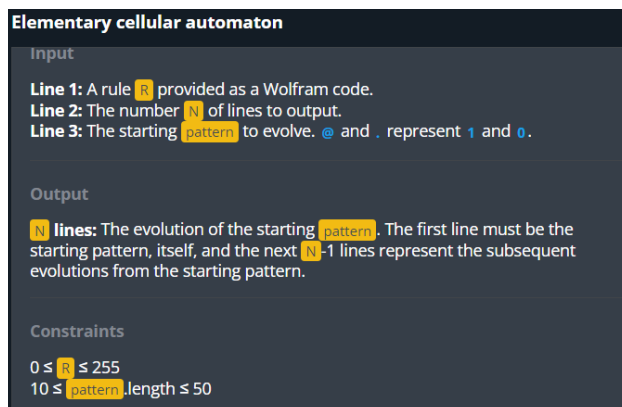 Elementary cellular automaton
Input
Line 1: A rule R provided as a Wolfram code.
Line 2: The number N of lines to output.
Line 3: The starting pattern to evolve. @ and . represent 1 and 0.
Output
N lines: The evolution of the starting pattern. The first line must be the
starting pattern, itself, and the next N-1 lines represent the subsequent
evolutions from the starting pattern.
Constraints
0 ≤ R ≤ 255
10 ≤ pattern.length ≤ 50